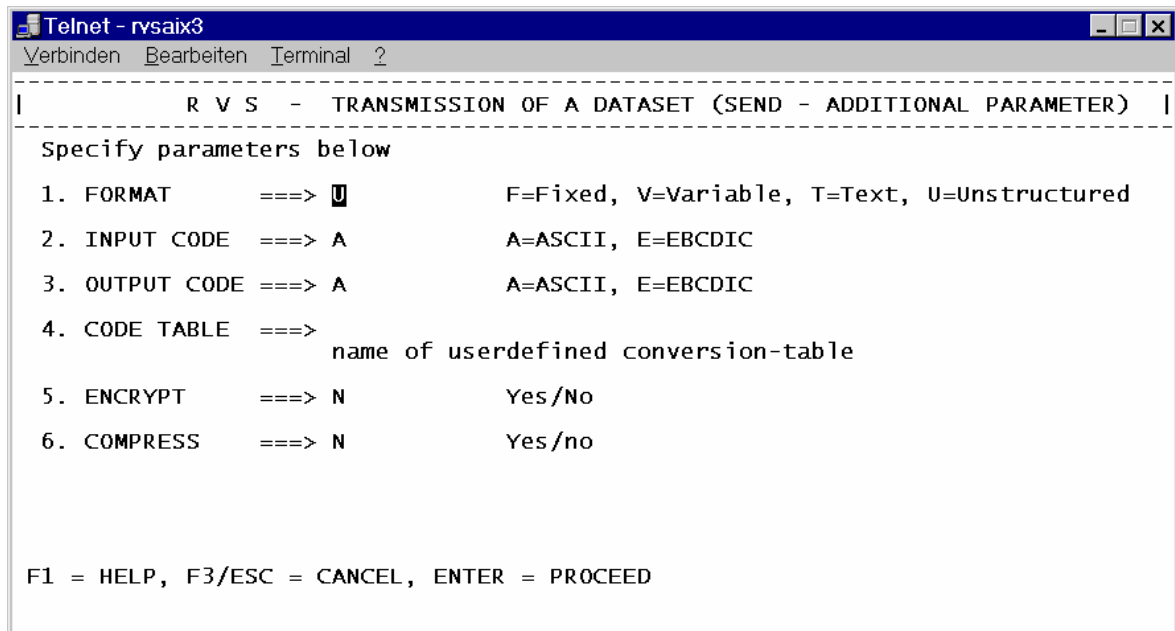 Telnet - rvsaix3
Verbinden Bearbeiten Terminal ?
------------------------------------------------------------------------------
| R V S - TRANSMISSION OF A DATASET (SEND - ADDITIONAL PARAMETER) |
------------------------------------------------------------------------------
Specify parameters below
1. FORMAT ===> U F=Fixed, V=Variable, T=Text, U=Unstructured
2. INPUT CODE ===> A A=ASCII, E=EBCDIC
3. OUTPUT CODE ===> A A=ASCII, E=EBCDIC
4. CODE TABLE ===>
name of userdefined conversion-table
5. ENCRYPT ===> N Yes/No
6. COMPRESS ===> N Yes/no
F1 = HELP, F3/ESC = CANCEL, ENTER = PROCEED